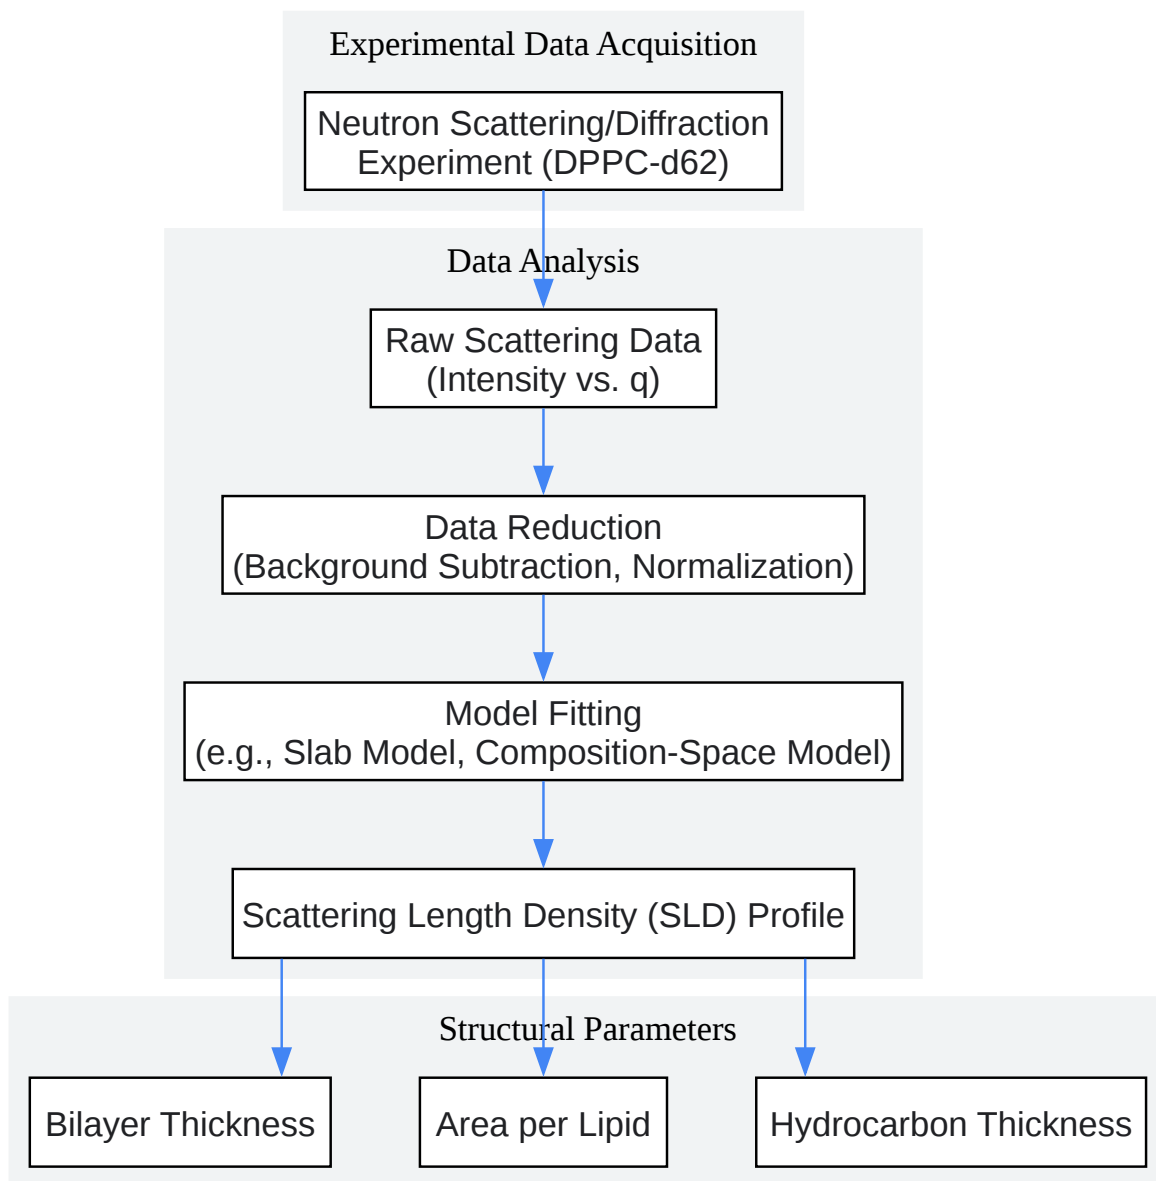 Experimental Data Acquisition
Neutron Scattering/Diffraction
Experiment (DPPC-d62)
Data Analysis
Raw Scattering Data
(Intensity vs. q)
Data Reduction
(Background Subtraction, Normalization)
Model Fitting
(e.g., Slab Model, Composition-Space Model)
Scattering Length Density (SLD) Profile
Structural Parameters
Bilayer Thickness
Area per Lipid
Hydrocarbon Thickness